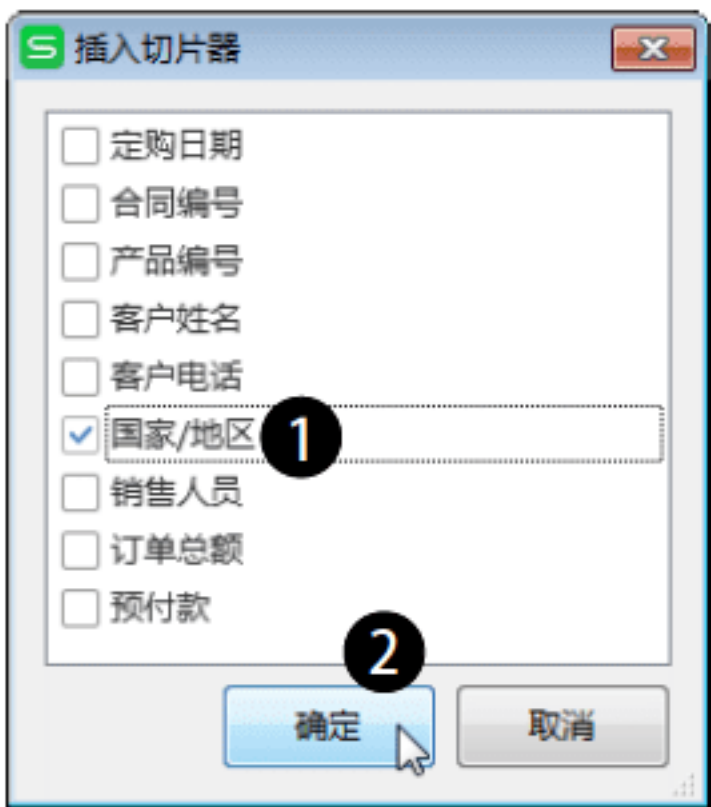 S 插入切片器
定购日期
合同编号
产品编号
客户姓名
客户电话
国家/地区 1
销售人员
订单总额
预付款
2
确定 取消